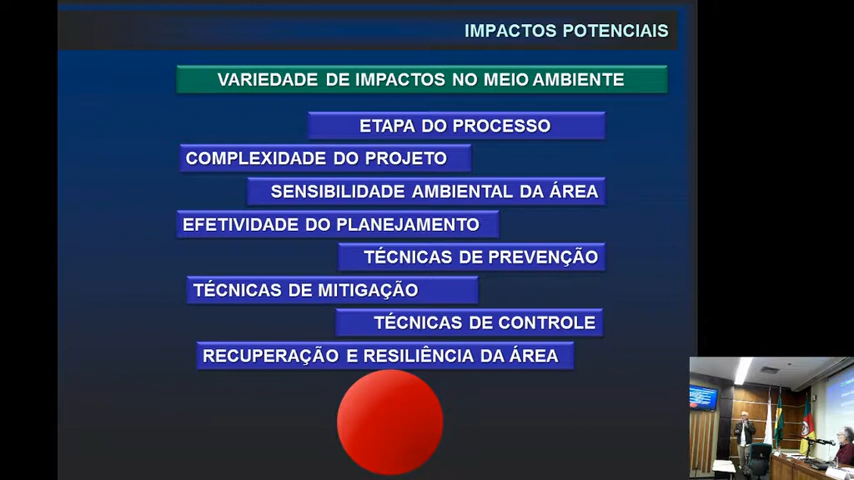 IMPACTOS POTENCIAIS
VARIEDADE DE IMPACTOS NO MEIO AMBIENTE
ETAPA DO PROCESSO
COMPLEXIDADE DO PROJETO
SENSIBILIDADE AMBIENTAL DA ÁREA
EFETIVIDADE DO PLANEJAMENTO
TÉCNICAS DE PREVENÇÃO
TÉCNICAS DE MITIGAÇÃO
TÉCNICAS DE CONTROLE
RECUPERAÇÃO E RESILIÊNCIA DA ÁREA